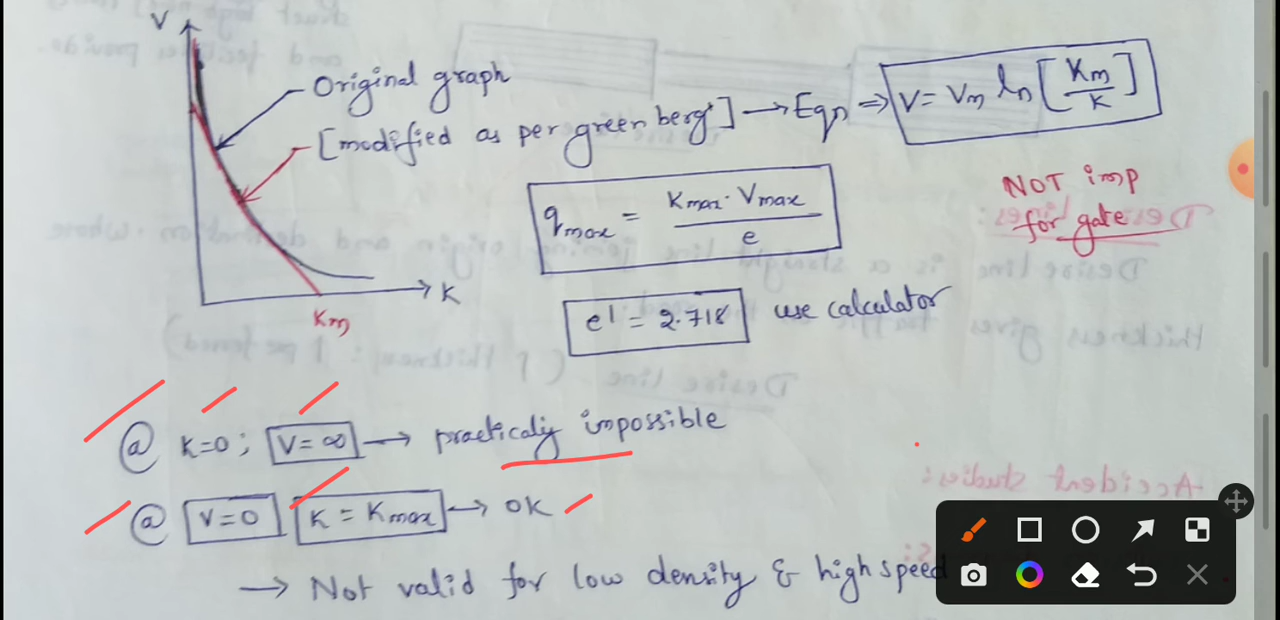 V
Original graph
[modified as per greenberg] → Eqn ⇒ V = Vm ln [Km/K]
NOT imp
for gate
qmax = Kmax. Vmax / e
K
Km
e1 = 2.718 use calculator
@ K=0; V=∞ → practically impossible
@ V=0 K=Kmax → OK
→ Not valid for low density & high speed